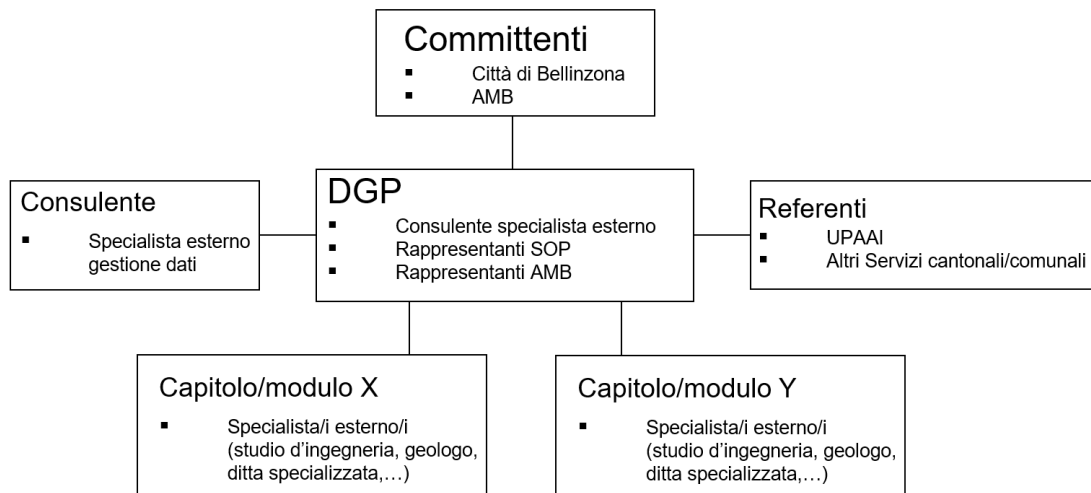 Committenti
▪ Città di Bellinzona
▪ AMB
DGP
▪ Consulente specialista esterno
▪ Rappresentanti SOP
▪ Rappresentanti AMB
Consulente
▪ Specialista esterno
gestione dati
Referenti
▪ UPAAI
▪ Altri Servizi cantonali/comunali
Capitolo/modulo X
▪ Specialista/i esterno/i
(studio d’ingegneria, geologo,
ditta specializzata,…)
Capitolo/modulo Y
▪ Specialista/i esterno/i
(studio d’ingegneria, geologo,
ditta specializzata,…)